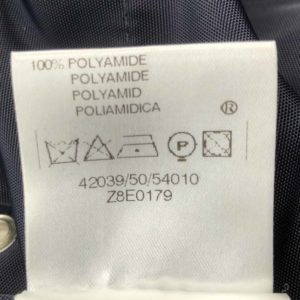 100% POLYAMIDE
POLYAMIDE
POLYAMID
POLIAMIDICA
®
P
42039/50/54010
Z8E0179